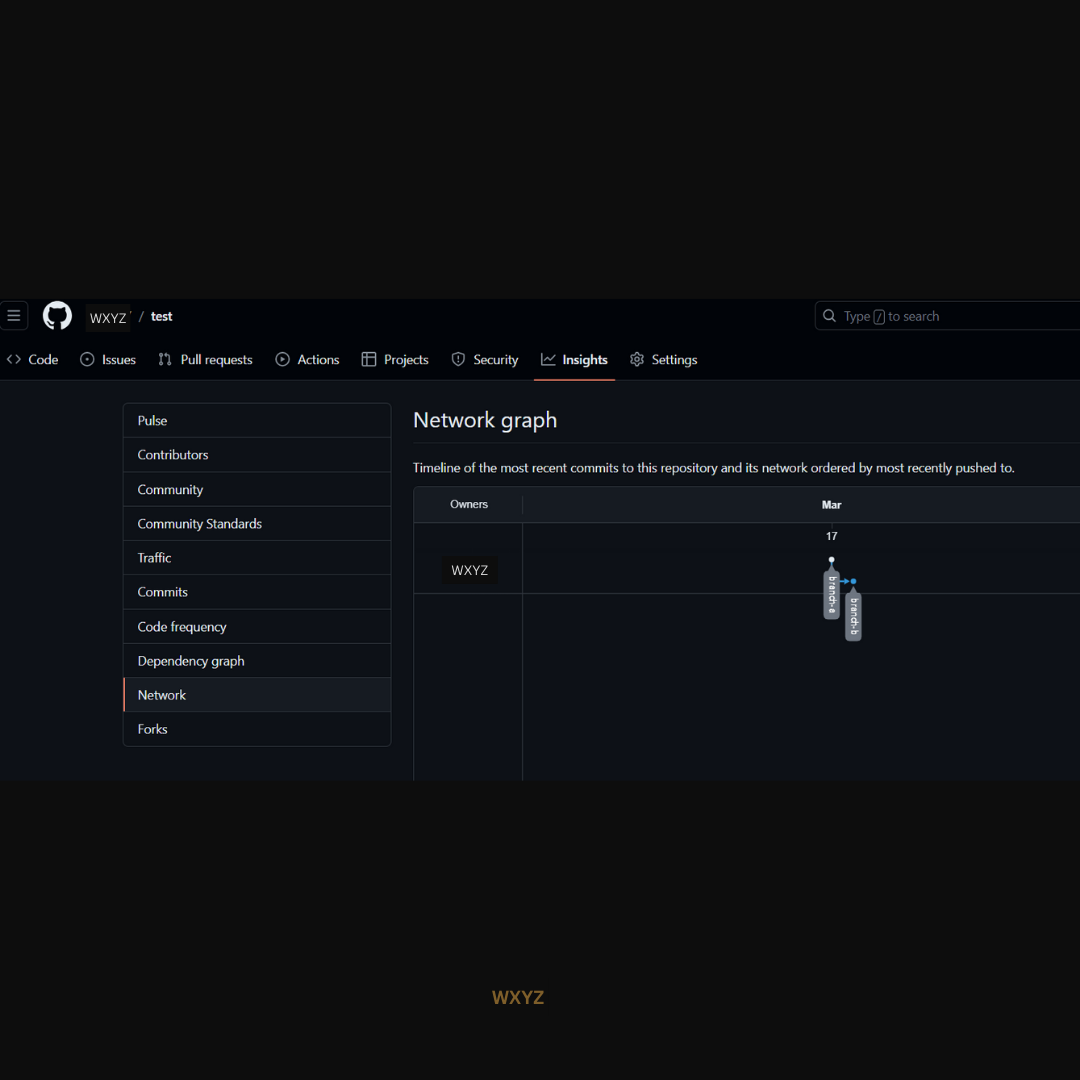 WXYZ / test
Type / to search
Code Issues Pull requests Actions Projects Security Insights Settings
Pulse
Contributors
Community
Community Standards
Traffic
Commits
Code frequency
Dependency graph
Network
Forks
Network graph
Timeline of the most recent commits to this repository and its network ordered by most recently pushed to.
Owners
Mar
17
WXYZ
branch-a
branch-b
WXYZ